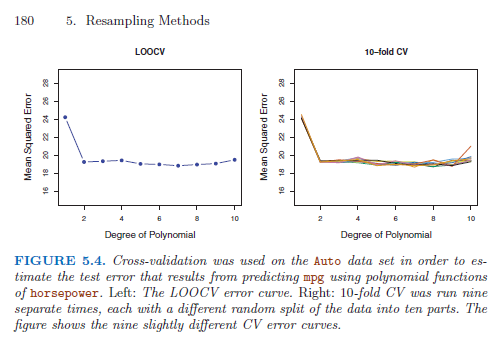 180 5. Resampling Methods
LOOCV
10−fold CV
Mean Squared Error
16 18 20 22 24 26 28
2 4 6 8 10
Degree of Polynomial
Mean Squared Error
16 18 20 22 24 26 28
2 4 6 8 10
Degree of Polynomial
FIGURE 5.4. Cross-validation was used on the Auto data set in order to es-
timate the test error that results from predicting mpg using polynomial functions
of horsepower. Left: The LOOCV error curve. Right: 10-fold CV was run nine
separate times, each with a different random split of the data into ten parts. The
figure shows the nine slightly different CV error curves.